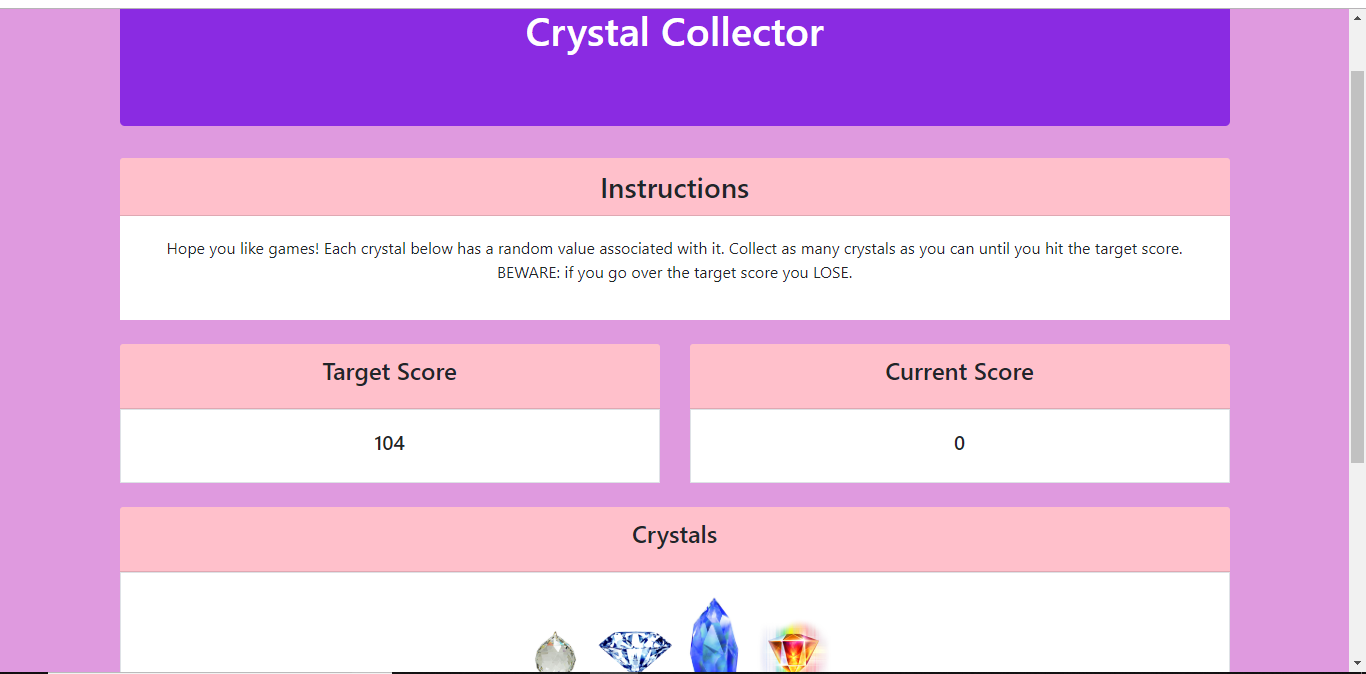 Crystal Collector
Instructions
Hope you like games! Each crystal below has a random value associated with it. Collect as many crystals as you can until you hit the target score.
BEWARE: if you go over the target score you LOSE.
Target Score
Current Score
104
0
Crystals